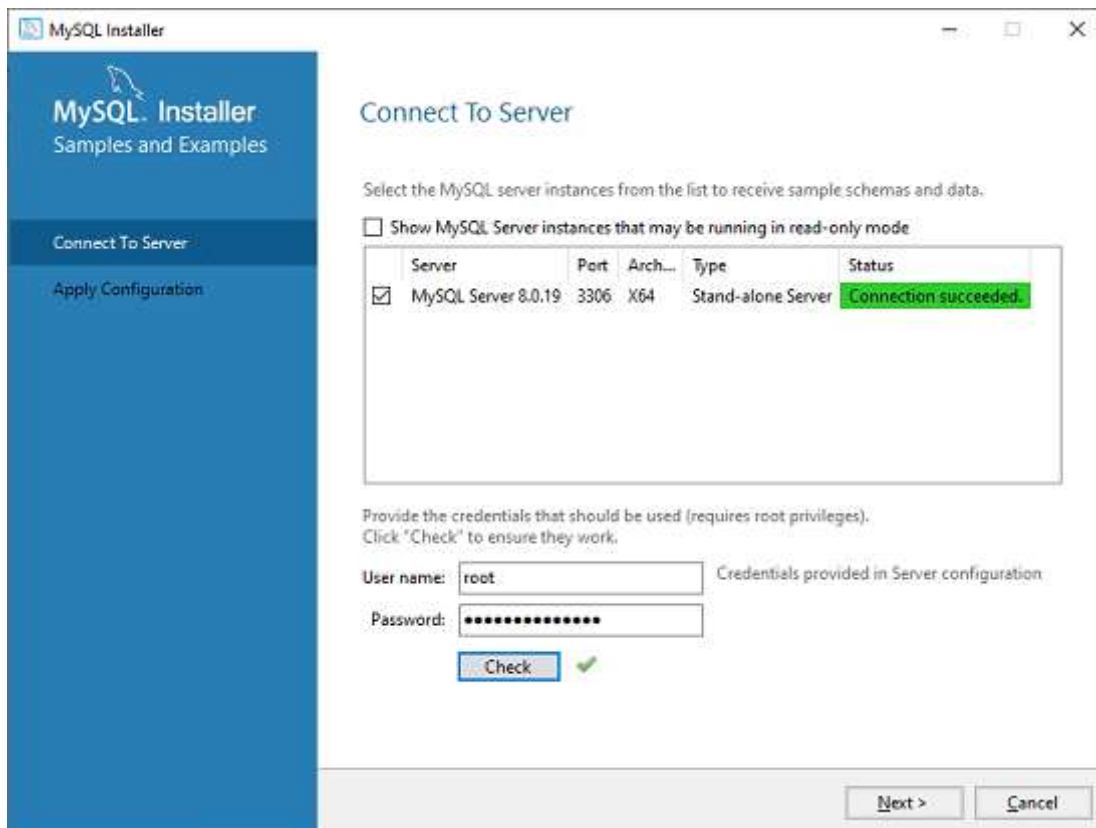 MySQL Installer
MySQL. Installer
Samples and Examples
Connect To Server
Apply Configuration
Connect To Server
Select the MySQL server instances from the list to receive sample schemas and data.
Show MySQL Server instances that may be running in read-only mode
Server Port Arch... Type Status
MySQL Server 8.0.19 3306 X64 Stand-alone Server Connection succeeded.
Provide the credentials that should be used (requires root privileges).
Click "Check" to ensure they work.
User name: root Credentials provided in Server configuration
Password: ●●●●●●●●●●●●●●●
Check
Next > Cancel